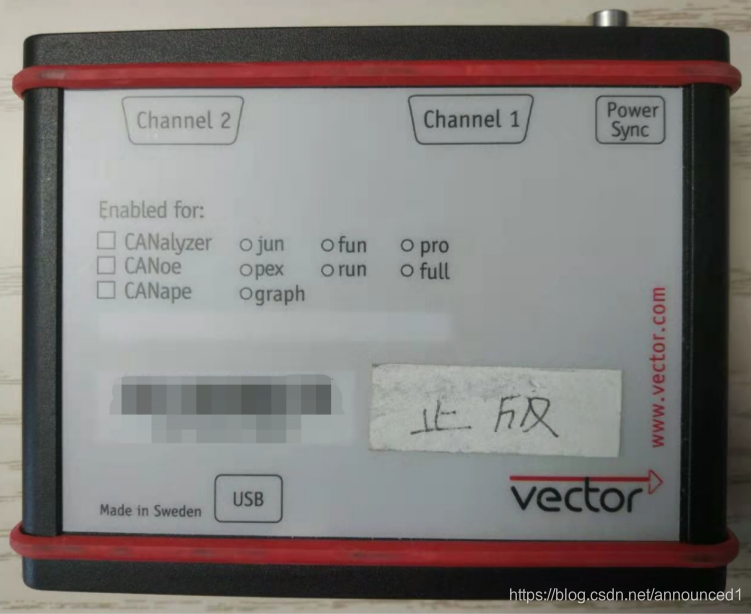 Channel 2
Channel 1
Power
Sync
Enabled for:
CANalyzer jun fun pro
CANoe pex run full
CANape graph
www.vector.com
正版
Made in Sweden
USB
vector
https://blog.csdn.net/announced1